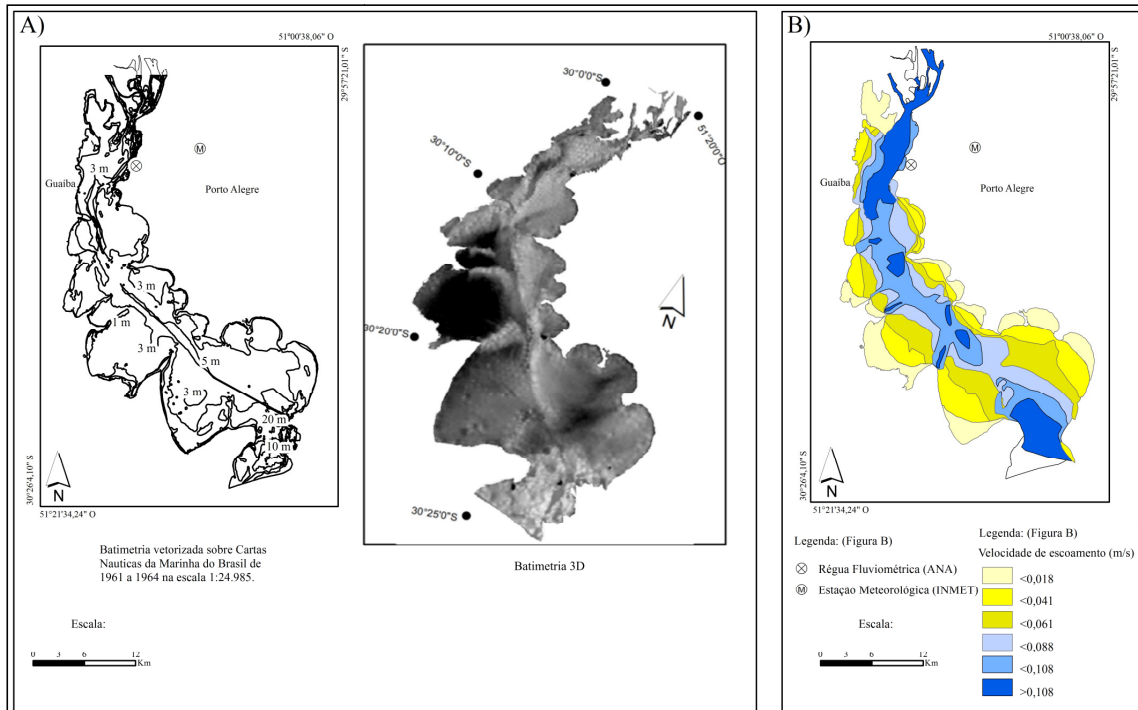 A)
51°00'38,06" O
29°57'21,01" S
3 m
Guaíba
Porto Alegre
M
3 m
1 m
3 m
5 m
3 m
20 m
10 m
N
30°26'4,10" S
51°21'34,24" O
Batimetria vetorizada sobre Cartas
Nauticas da Marinha do Brasil de
1961 a 1964 na escala 1:24.985.
Escala:
0 3 6 12
Km
30°0'0"S
51°20'0"O
30°10'0"S
N
30°20'0"S
30°25'0"S
Batimetria 3D
B)
51°00'38,06" O
29°57'21,01" S
M
Guaíba
Porto Alegre
N
30°26'4,10" S
51°21'34,24" O
Legenda: (Figura B)
Régua Fluviométrica (ANA)
M Estação Meteorológica (INMET)
Escala:
0 3 6 12
Km
Legenda: (Figura B)
Velocidade de escoamento (m/s)
<0,018
<0,041
<0,061
<0,088
<0,108
>0,108